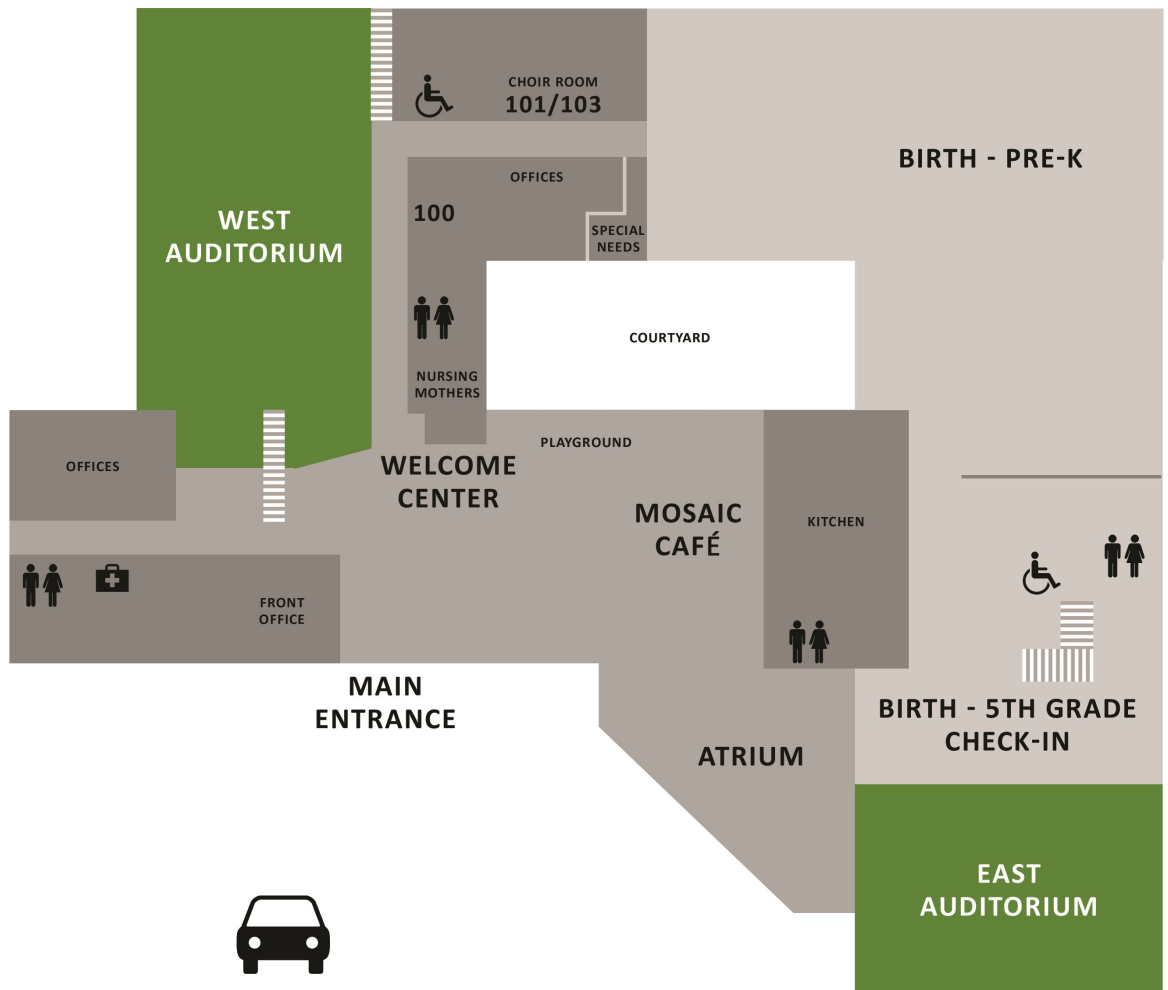 CHOIR ROOM
101/103
BIRTH - PRE-K
OFFICES
100
WEST
AUDITORIUM
SPECIAL
NEEDS
COURTYARD
NURSING
MOTHERS
PLAYGROUND
OFFICES
WELCOME
CENTER
MOSAIC
CAFÉ
KITCHEN
FRONT
OFFICE
MAIN
ENTRANCE
BIRTH - 5TH GRADE
CHECK-IN
ATRIUM
EAST
AUDITORIUM